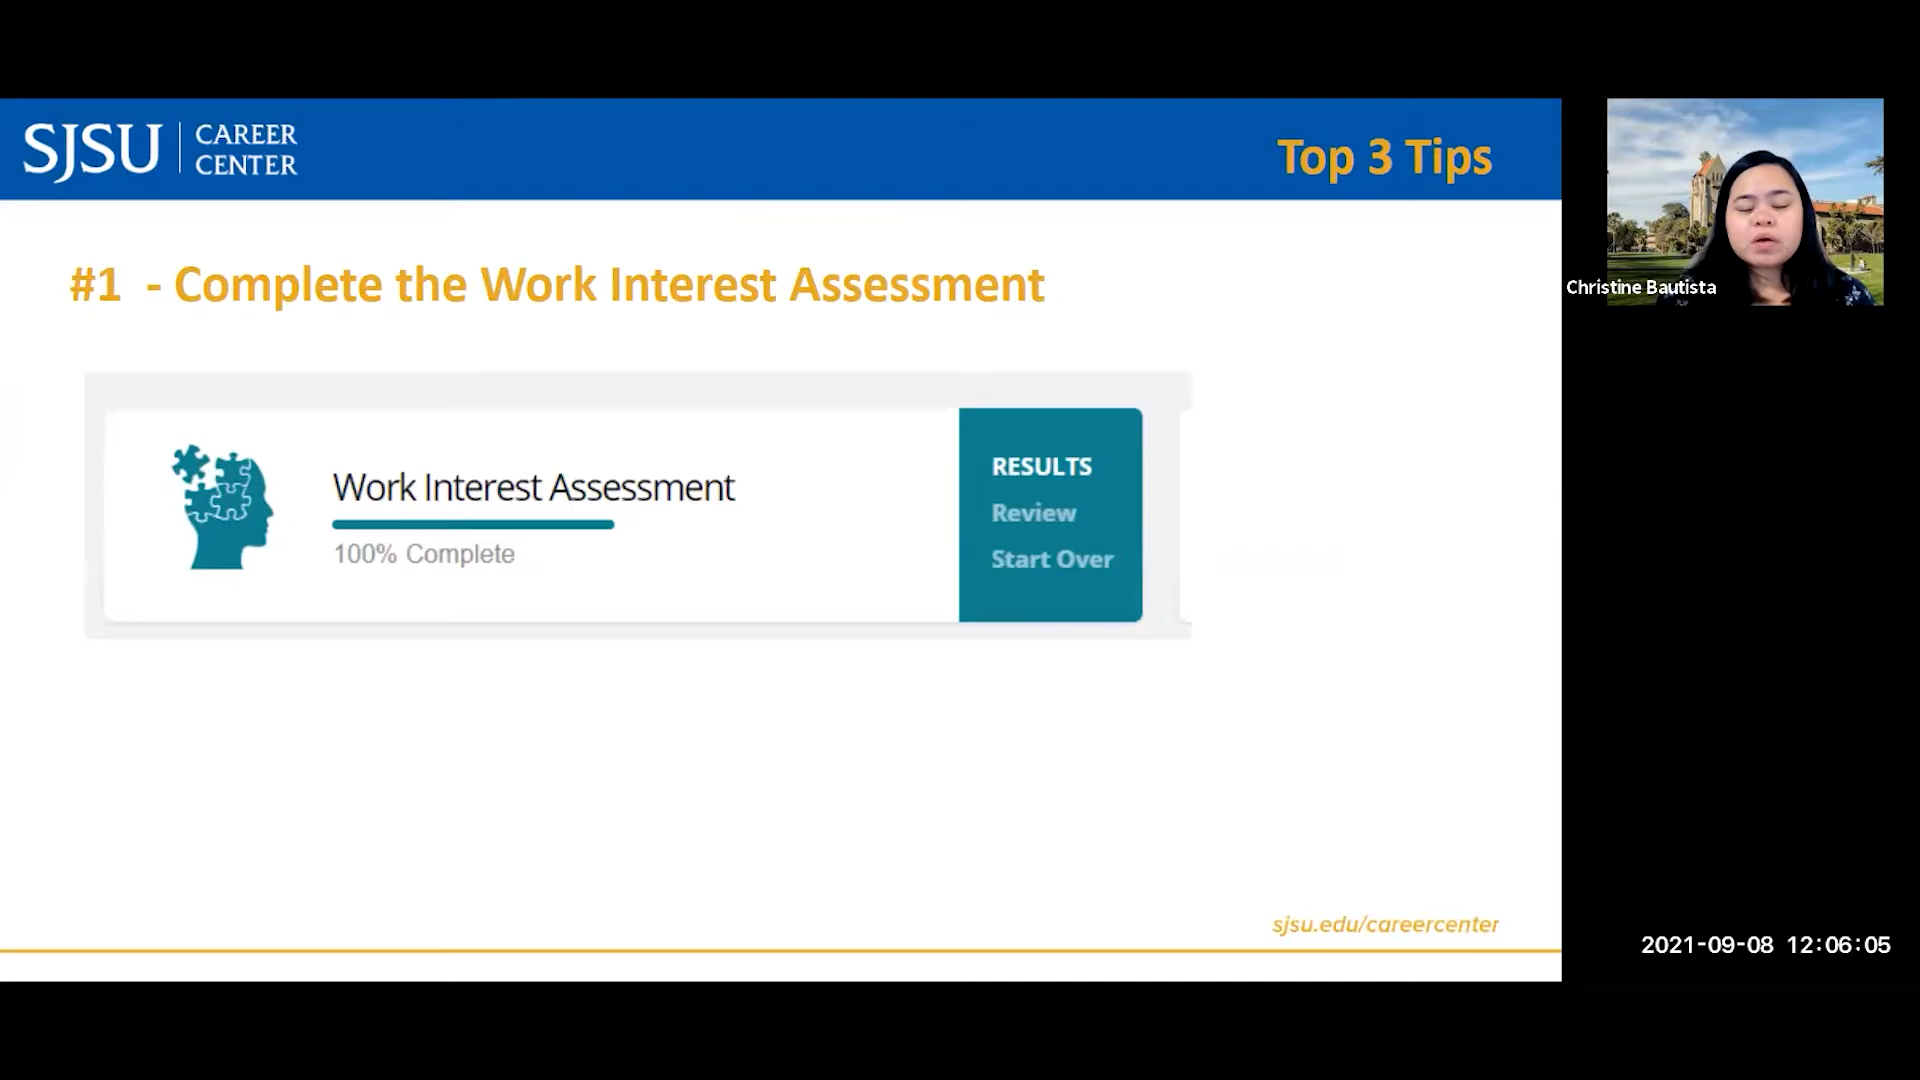 SJSU
CAREER
CENTER
Top 3 Tips
#1 - Complete the Work Interest Assessment
Christine Bautista
Work Interest Assessment
100% Complete
RESULTS
Review
Start Over
sjsu.edu/careercenter
2021-09-08 12:06:05